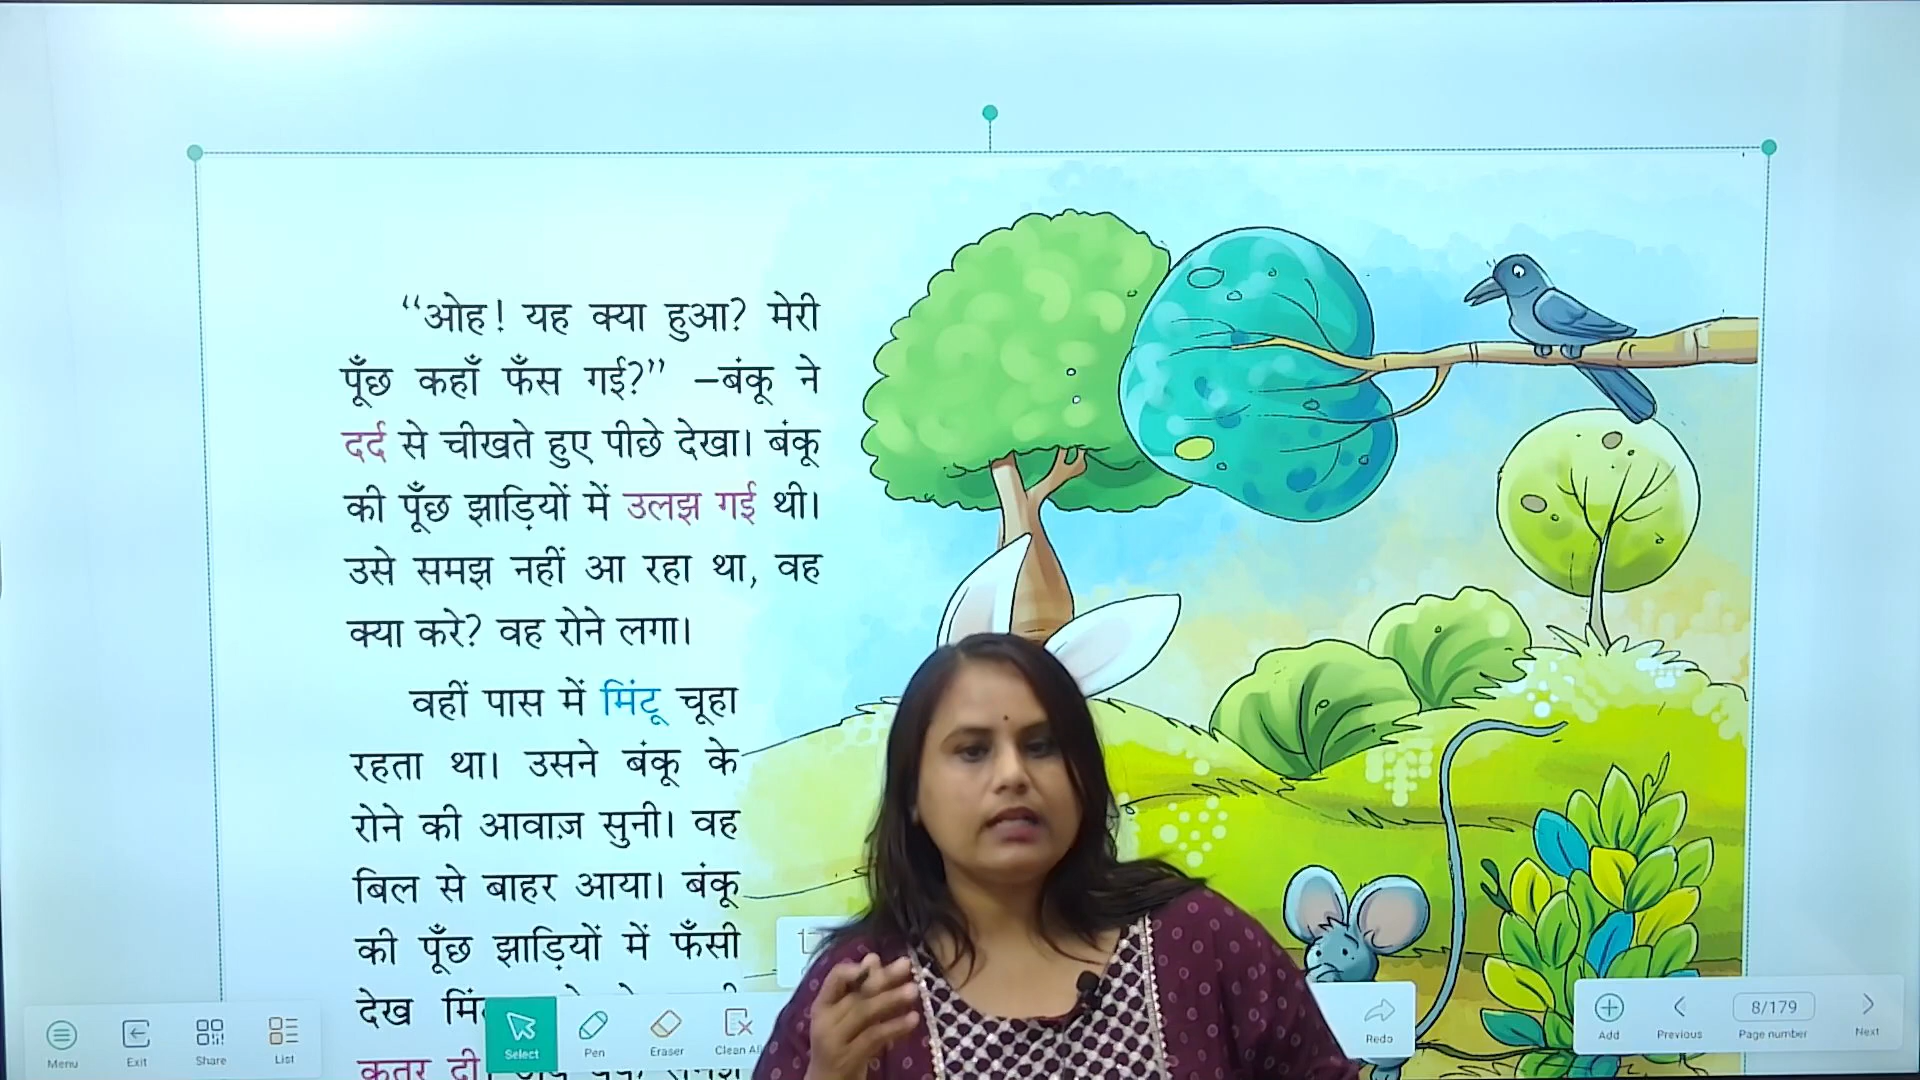 “ओह! यह क्या हुआ? मेरी
पूँछ कहाँ फँस गई?” –बंकू ने
दर्द से चीखते हुए पीछे देखा। बंकू
की पूँछ झाड़ियों में उलझ गई थी।
उसे समझ नहीं आ रहा था, वह
क्या करे? वह रोने लगा।
वहीं पास में मिंटू चूहा
रहता था। उसने बंकू के
रोने की आवाज़ सुनी। वह
बिल से बाहर आया। बंकू
की पूँछ झाड़ियों में फँसी
देख
कतर दी।
Menu
Exit
Share
List
Select
Pen
Eraser
Clean
Redo
Add
Previous
8/179
Page number
Next